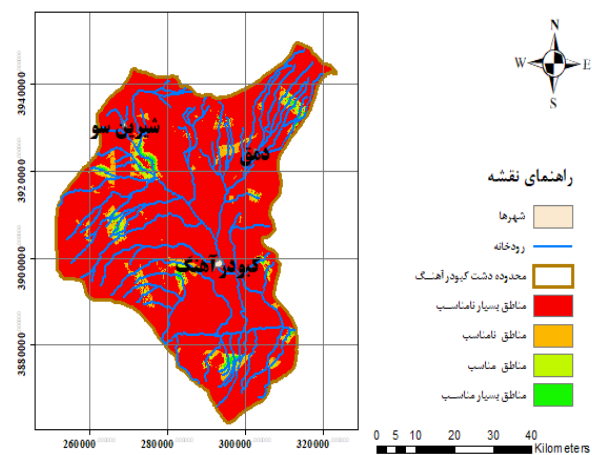 N
W E
S
3940000
3920000
3900000
3880000
شیرین سو
دمق
کبودرآهنگ
260000 280000 300000 320000
راهنمای نقشه
شهرها
رودخانه
محدوده دشت کبودرآهنگ
مناطق بسیار نامناسب
مناطق نامناسب
مناطق مناسب
مناطق بسیار مناسب
0 5 10 20 30 40
Kilometers